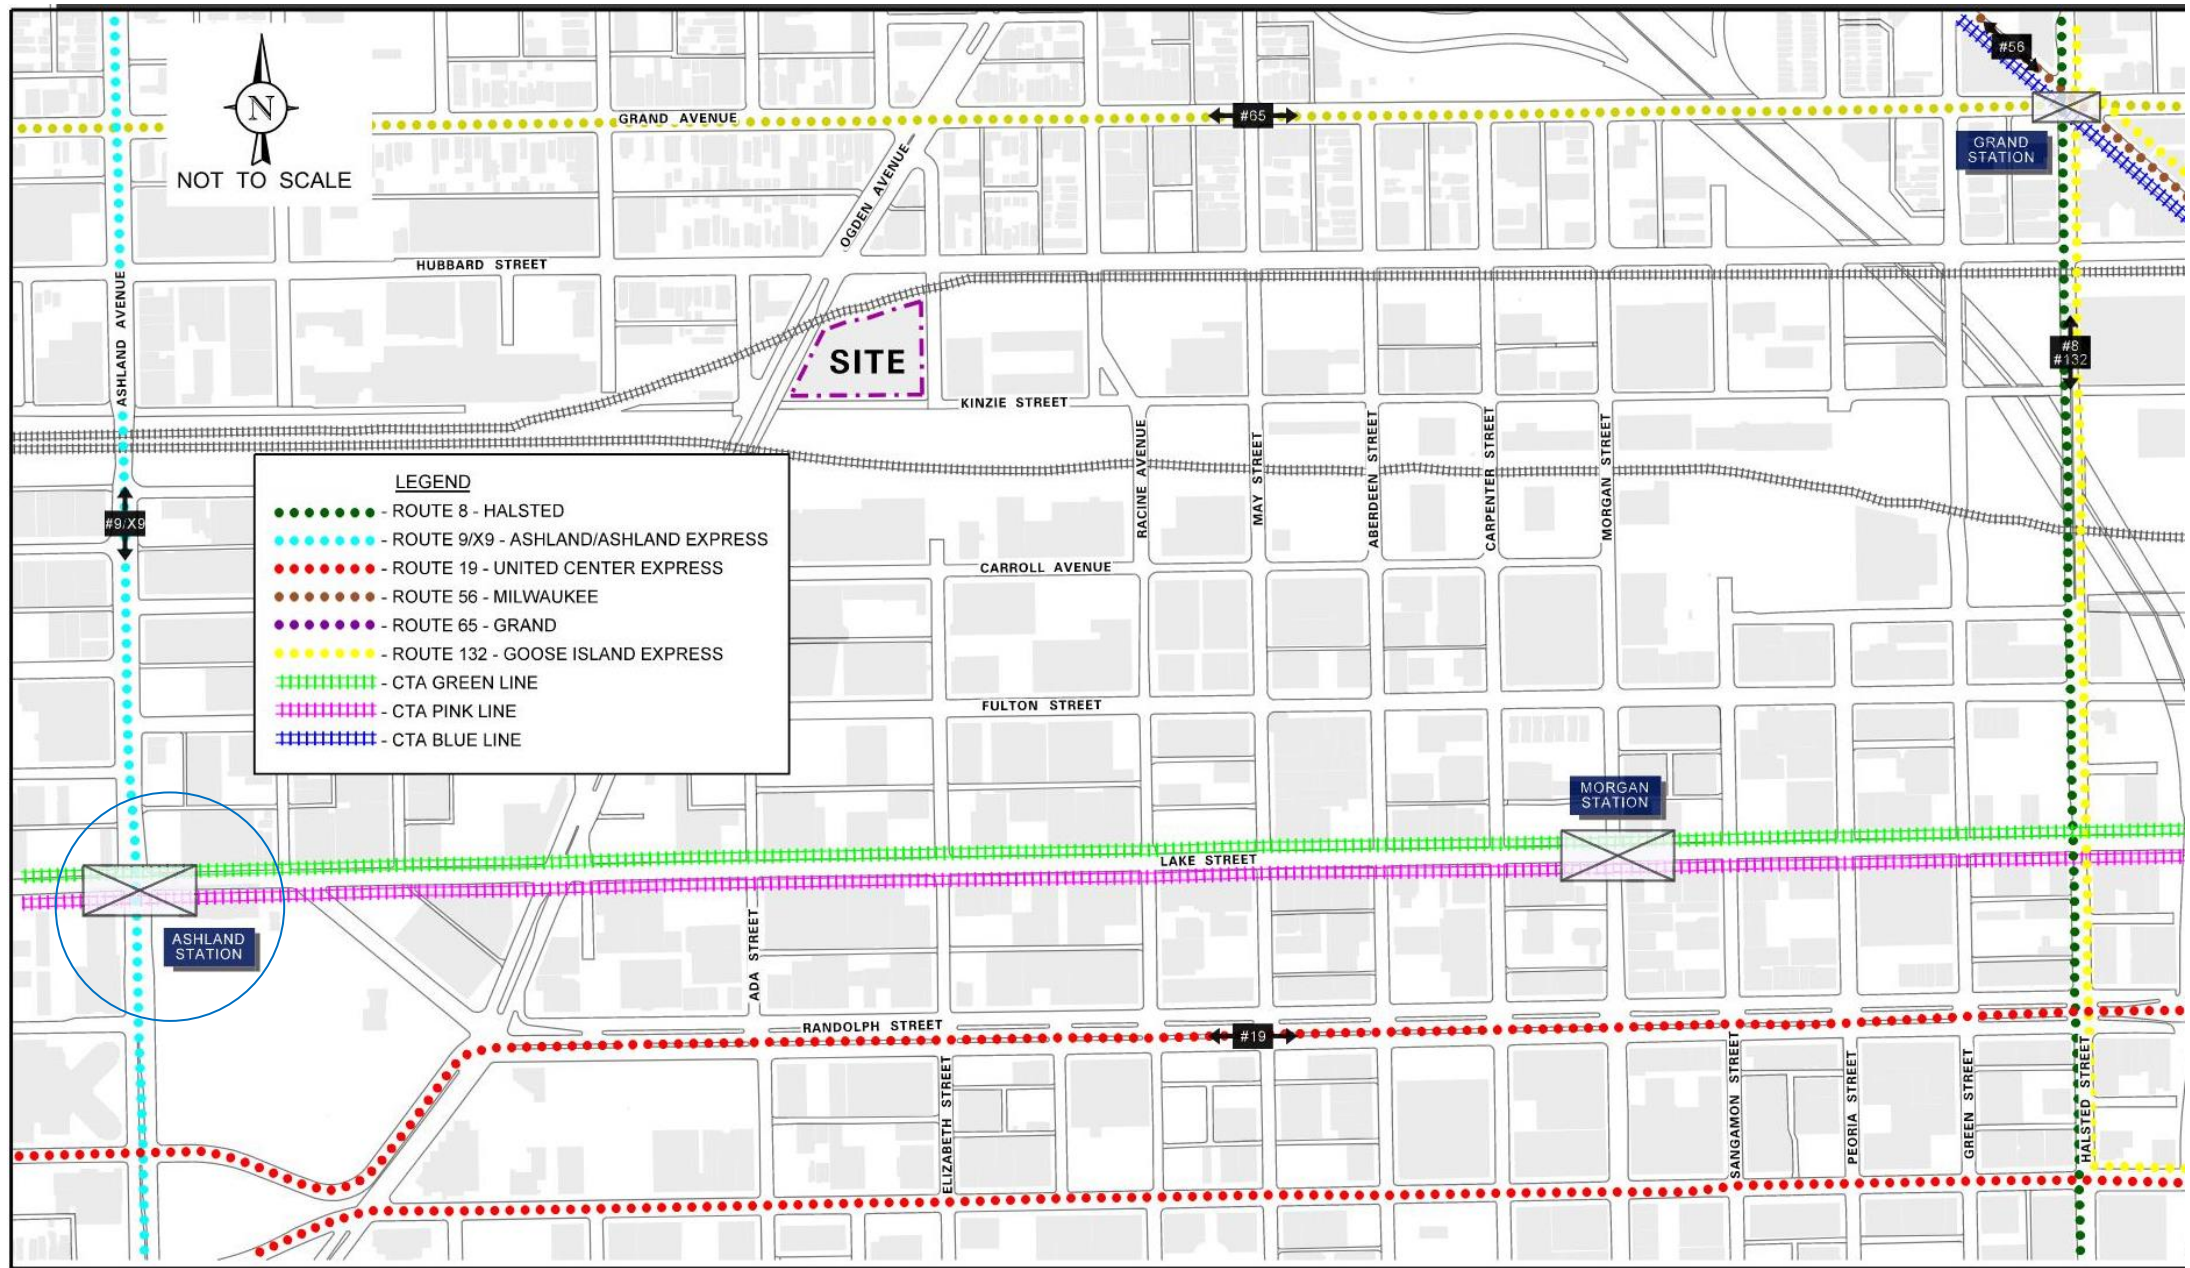 #56
GRAND AVENUE
#65
N
GRAND
STATION
OGDEN AVENUE
NOT TO SCALE
HUBBARD STREET
ASHLAND AVENUE
SITE
#8
#132
KINZIE STREET
RACINE AVENUE
MAY STREET
ABERDEEN STREET
CARPENTER STREET
MORGAN STREET
#9/X9
LEGEND
- ROUTE 8 - HALSTED
- ROUTE 9/X9 - ASHLAND/ASHLAND EXPRESS
- ROUTE 19 - UNITED CENTER EXPRESS
- ROUTE 56 - MILWAUKEE
- ROUTE 65 - GRAND
- ROUTE 132 - GOOSE ISLAND EXPRESS
- CTA GREEN LINE
- CTA PINK LINE
- CTA BLUE LINE
CARROLL AVENUE
FULTON STREET
MORGAN
STATION
LAKE STREET
ASHLAND
STATION
ADA STREET
RANDOLPH STREET
#19
ELIZABETH STREET
SANGAMON STREET
PEORIA STREET
GREEN STREET
HALSTED STREET